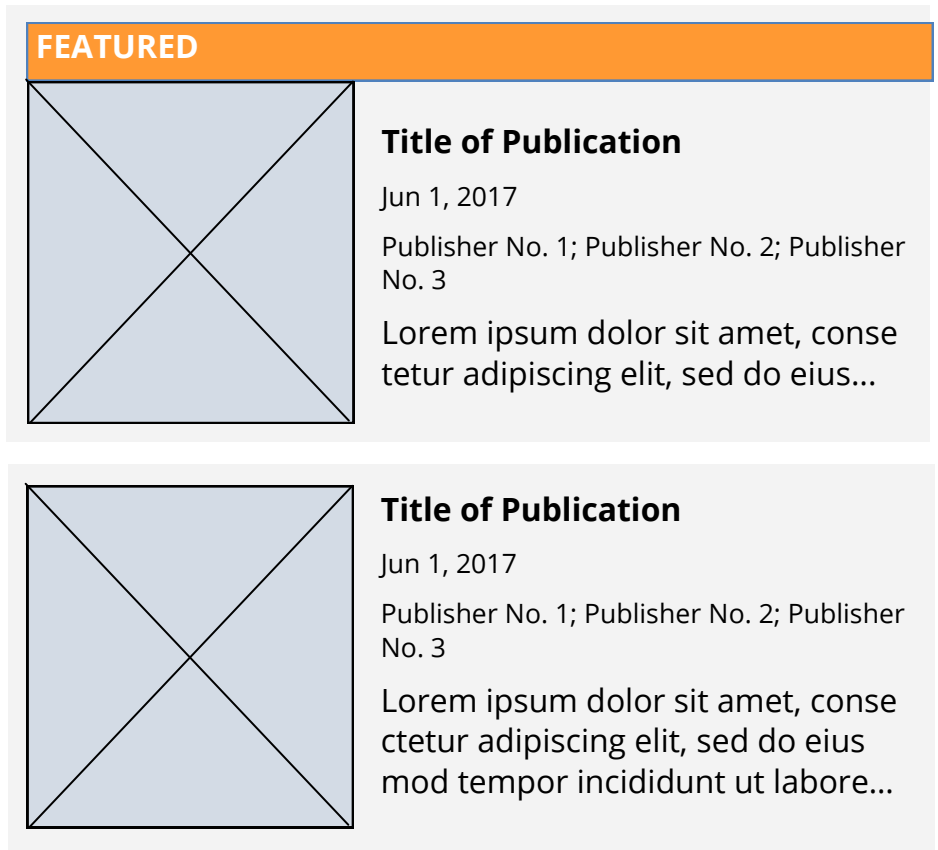 FEATURED
Title of Publication
Jun 1, 2017
Publisher No. 1; Publisher No. 2; Publisher
No. 3
Lorem ipsum dolor sit amet, conse
tetur adipiscing elit, sed do eius...
Title of Publication
Jun 1, 2017
Publisher No. 1; Publisher No. 2; Publisher
No. 3
Lorem ipsum dolor sit amet, conse
ctetur adipiscing elit, sed do eius
mod tempor incididunt ut labore...